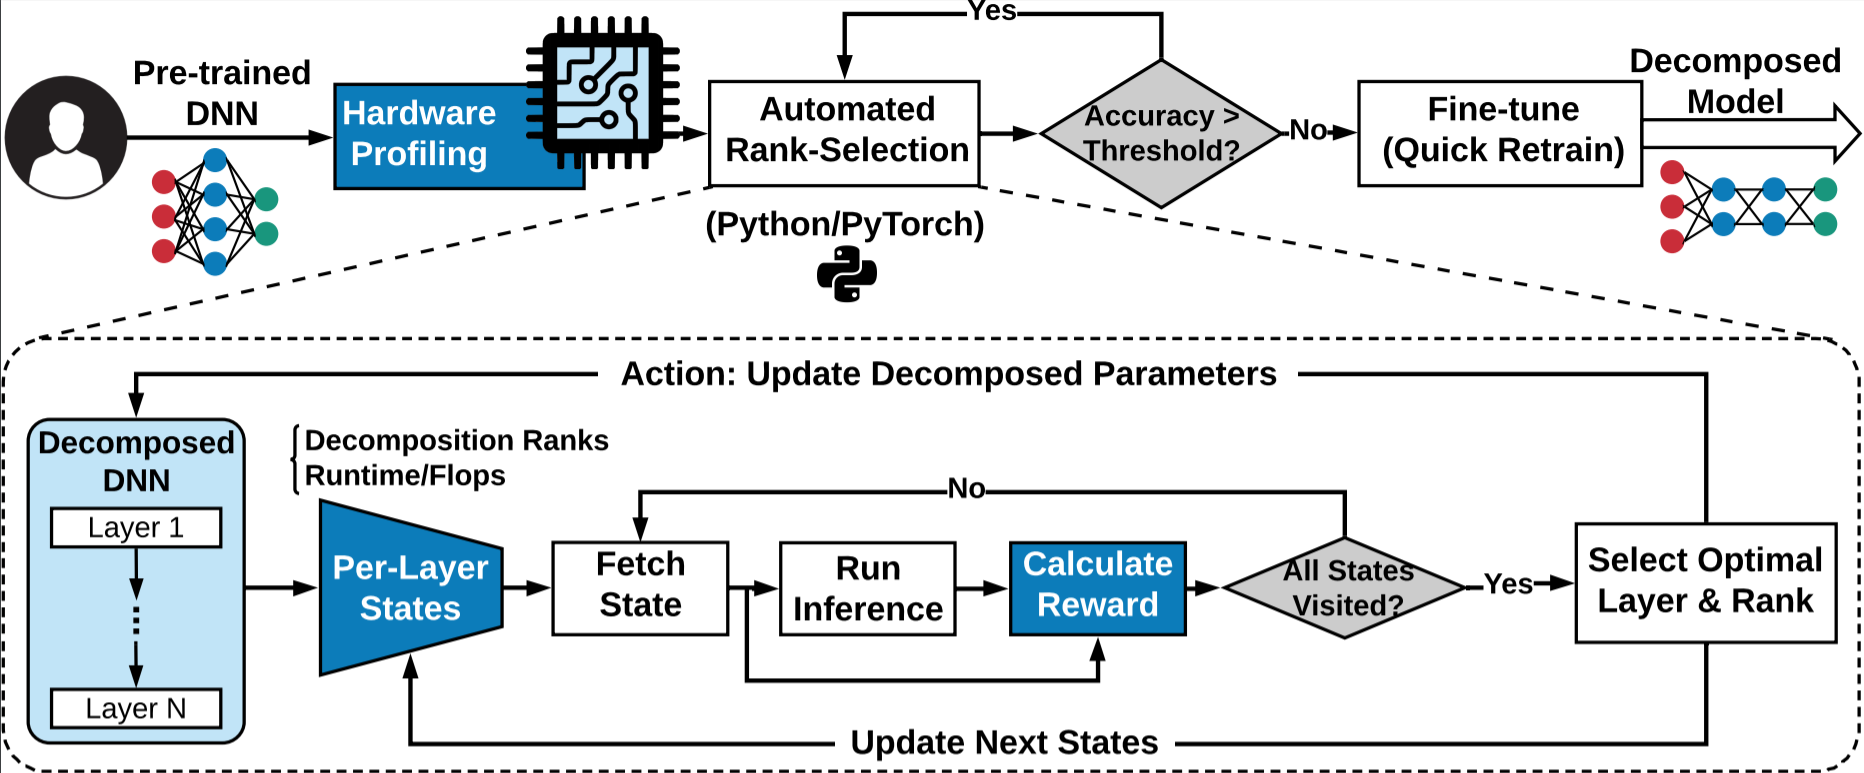 Yes
Pre-trained
DNN
Hardware
Profiling
Automated
Rank-Selection
(Python/PyTorch)
Accuracy >
Threshold?
No
Fine-tune
(Quick Retrain)
Decomposed
Model
Action: Update Decomposed Parameters
Decomposed
DNN
Layer 1
Layer N
Decomposition Ranks
Runtime/Flops
Per-Layer
States
Fetch
State
Run
Inference
Calculate
Reward
No
All States
Visited?
Yes
Select Optimal
Layer & Rank
Update Next States